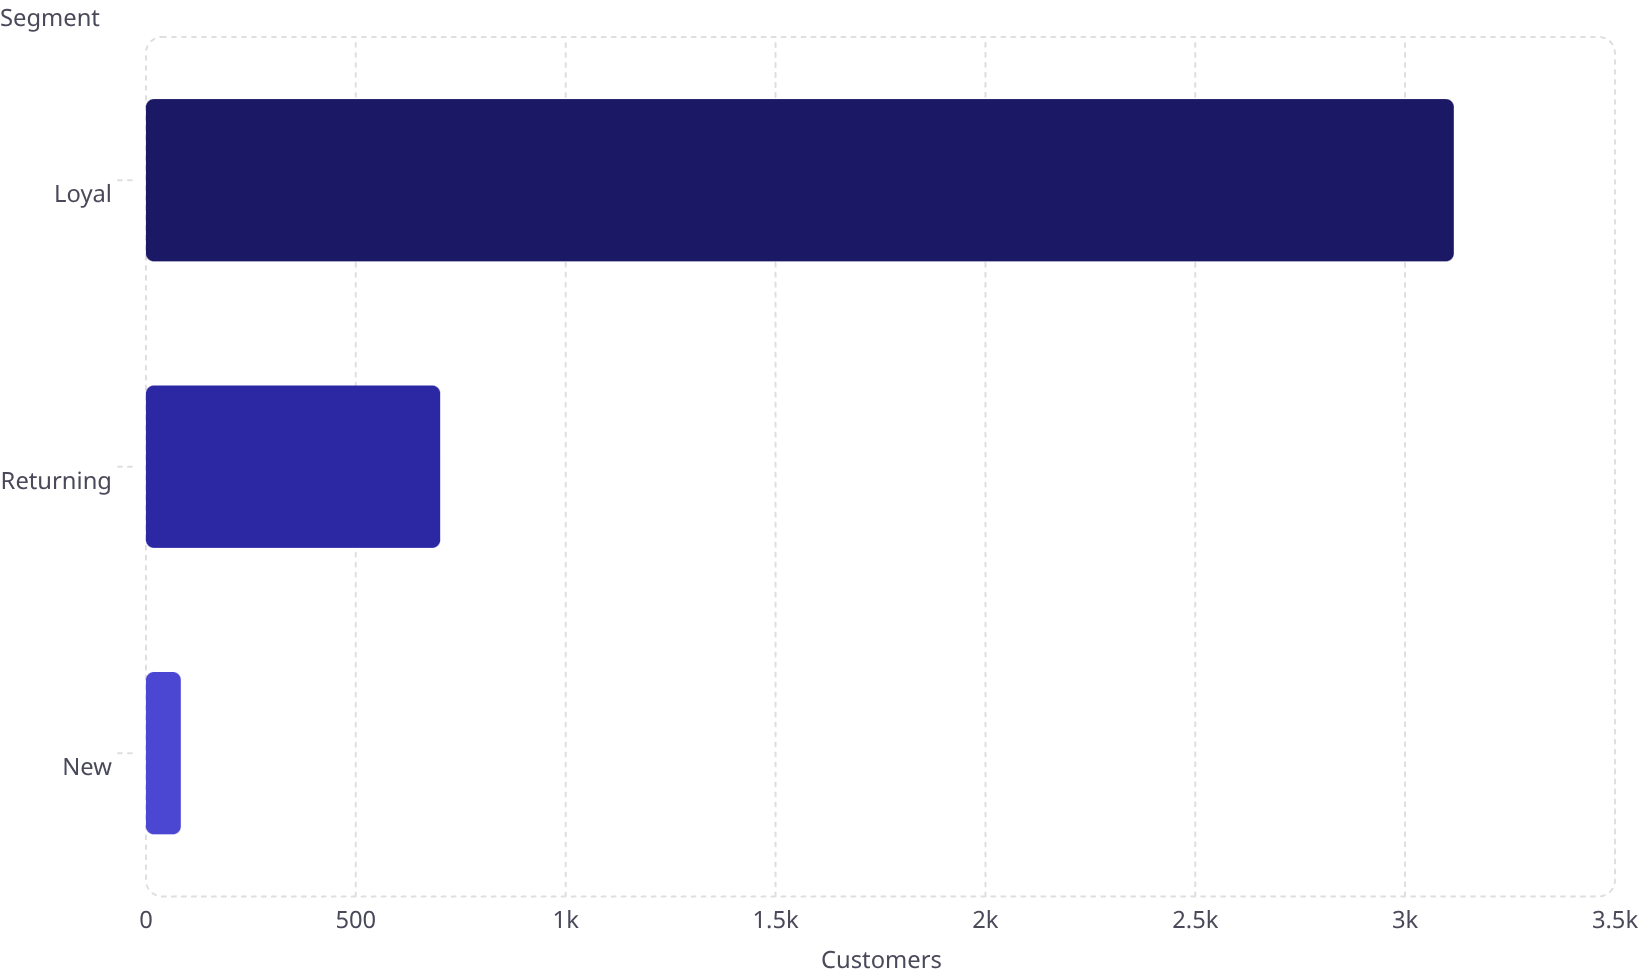 Segment
Loyal
Returning
New
0 500 1k 1.5k 2k 2.5k 3k 3.5k
Customers